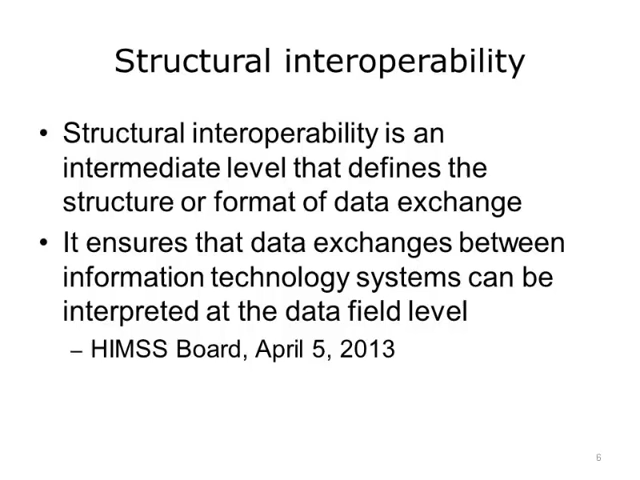 Structural interoperability
• Structural interoperability is an
intermediate level that defines the
structure or format of data exchange
• It ensures that data exchanges between
information technology systems can be
interpreted at the data field level
– HIMSS Board, April 5, 2013
6